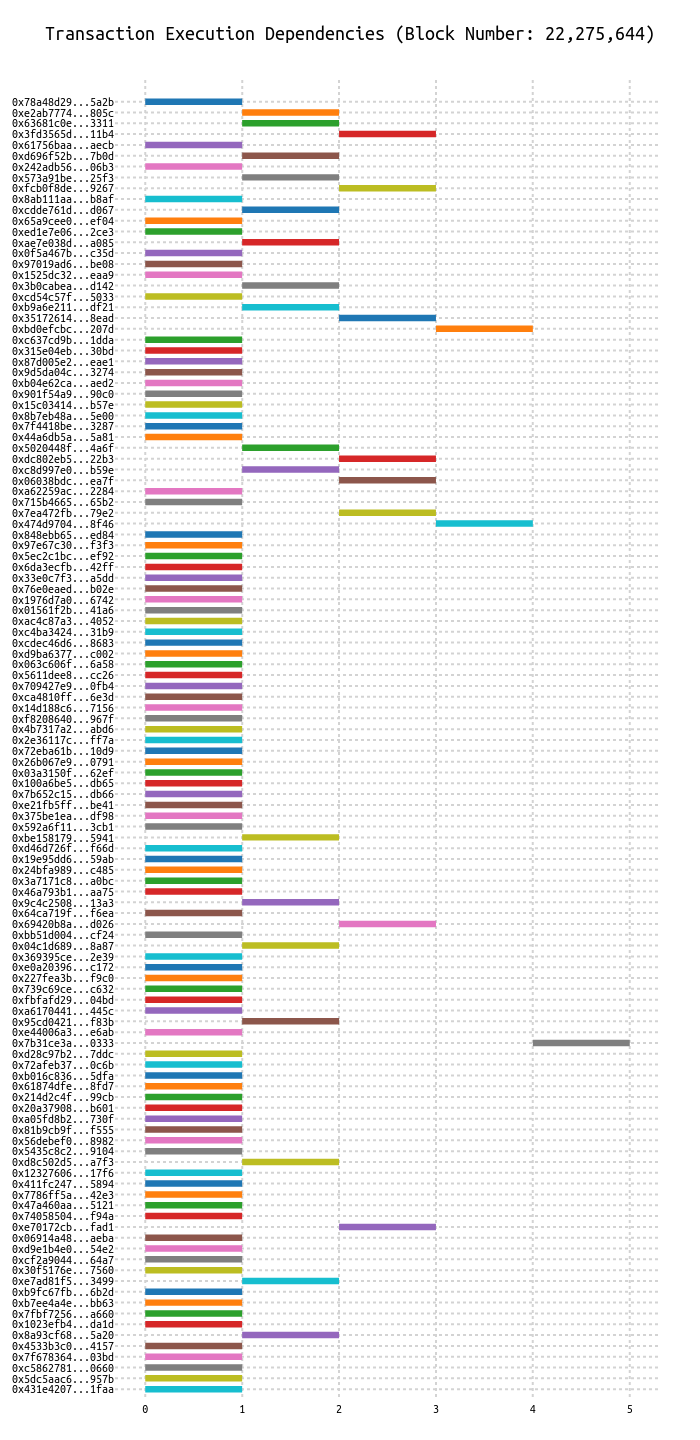 Transaction Execution Dependencies (Block Number: 22,275,644)
0x78a48d29...5a2b
0xe2ab7774...805c
0x63681c0e...3311
0x3fd3565d...11b4
0x61756baa...aecb
0xd696f52b...7b0d
0x242adb56...06b3
0x573a91be...25f3
0xfcb0f8de...9267
0x8ab111aa...b8af
0xcdde761d...d067
0x65a9cee0...ef04
0xed1e7e06...2ce3
0xae7e038d...a085
0x0f5a467b...c35d
0x97019ad6...be08
0x1525dc32...eaa9
0x3b0cabea...d142
0xcd54c57f...5033
0xb9a6e211...df21
0x35172614...8ead
0xbd0efcbc...207d
0xc637cd9b...1dda
0x315e04eb...30bd
0x87d005e2...eae1
0x9d5da04c...3274
0xb04e62ca...aed2
0x901f54a9...90c0
0x15c03414...b57e
0x8b7eb48a...5e00
0x7f4418be...3287
0x44a6db5a...5a81
0x5020448f...4a6f
0xdc802eb5...22b3
0xc8d997e0...b59e
0x06038bdc...ea7f
0xa62259ac...2284
0x715b4665...65b2
0x7ea472fb...79e2
0x474d9704...8f46
0x848ebb65...ed84
0x97e67c30...f3f3
0x5ec2c1bc...ef92
0x6da3ecfb...42ff
0x33e0c7f3...a5dd
0x76e0eaed...b02e
0x1976d7a0...6742
0x01561f2b...41a6
0xac4c87a3...4052
0xc4ba3424...31b9
0xcdec46d6...8683
0xd9ba6377...c002
0x063c606f...6a58
0x5611dee8...cc26
0x709427e9...0fb4
0xca4810ff...6e3d
0x14d188c6...7156
0xf8208640...967f
0x4b7317a2...abd6
0x2e36117c...ff7a
0x72eba61b...10d9
0x26b067e9...0791
0x03a3150f...62ef
0x100a6be5...db65
0x7b652c15...db66
0xe21fb5ff...be41
0x375be1ea...df98
0x592a6f11...3cb1
0xbe158179...5941
0xd46d726f...f66d
0x19e95dd6...59ab
0x24bfa989...c485
0x3a7171c8...a0bc
0x46a793b1...aa75
0x9c4c2508...13a3
0x64ca719f...f6ea
0x69420b8a...d026
0xbb51d004...cf24
0x04c1d689...8a87
0x369395ce...2e39
0xe0a20396...c172
0x227fea3b...f9c0
0x739c69ce...c632
0xfbfafd29...04bd
0xa6170441...445c
0x95cd0421...f83b
0xe44006a3...e6ab
0x7b31ce3a...0333
0xd28c97b2...7ddc
0x72afeb37...0c6b
0xb016c836...5dfa
0x61874dfe...8fd7
0x214d2c4f...99cb
0x20a37908...b601
0xa05fd8b2...730f
0x81b9cb9f...f555
0x56debef0...8982
0x5435c8c2...9104
0xd8c502d5...a7f3
0x12327606...17f6
0x411fc247...5894
0x7786ff5a...42e3
0x47a460aa...5121
0x74058504...f94a
0xe70172cb...fad1
0x06914a48...aeba
0xd9e1b4e0...54e2
0xcf2a9044...64a7
0x30f5176e...7560
0xe7ad81f5...3499
0xb9fc67fb...6b2d
0xb7ee4a4e...bb63
0x7fbf7256...a660
0x1023efb4...da1d
0x8a93cf68...5a20
0x4533b3c0...4157
0x7f678364...03bd
0xc5862781...0660
0x5dc5aac6...957b
0x431e4207...1faa
0 1 2 3 4 5